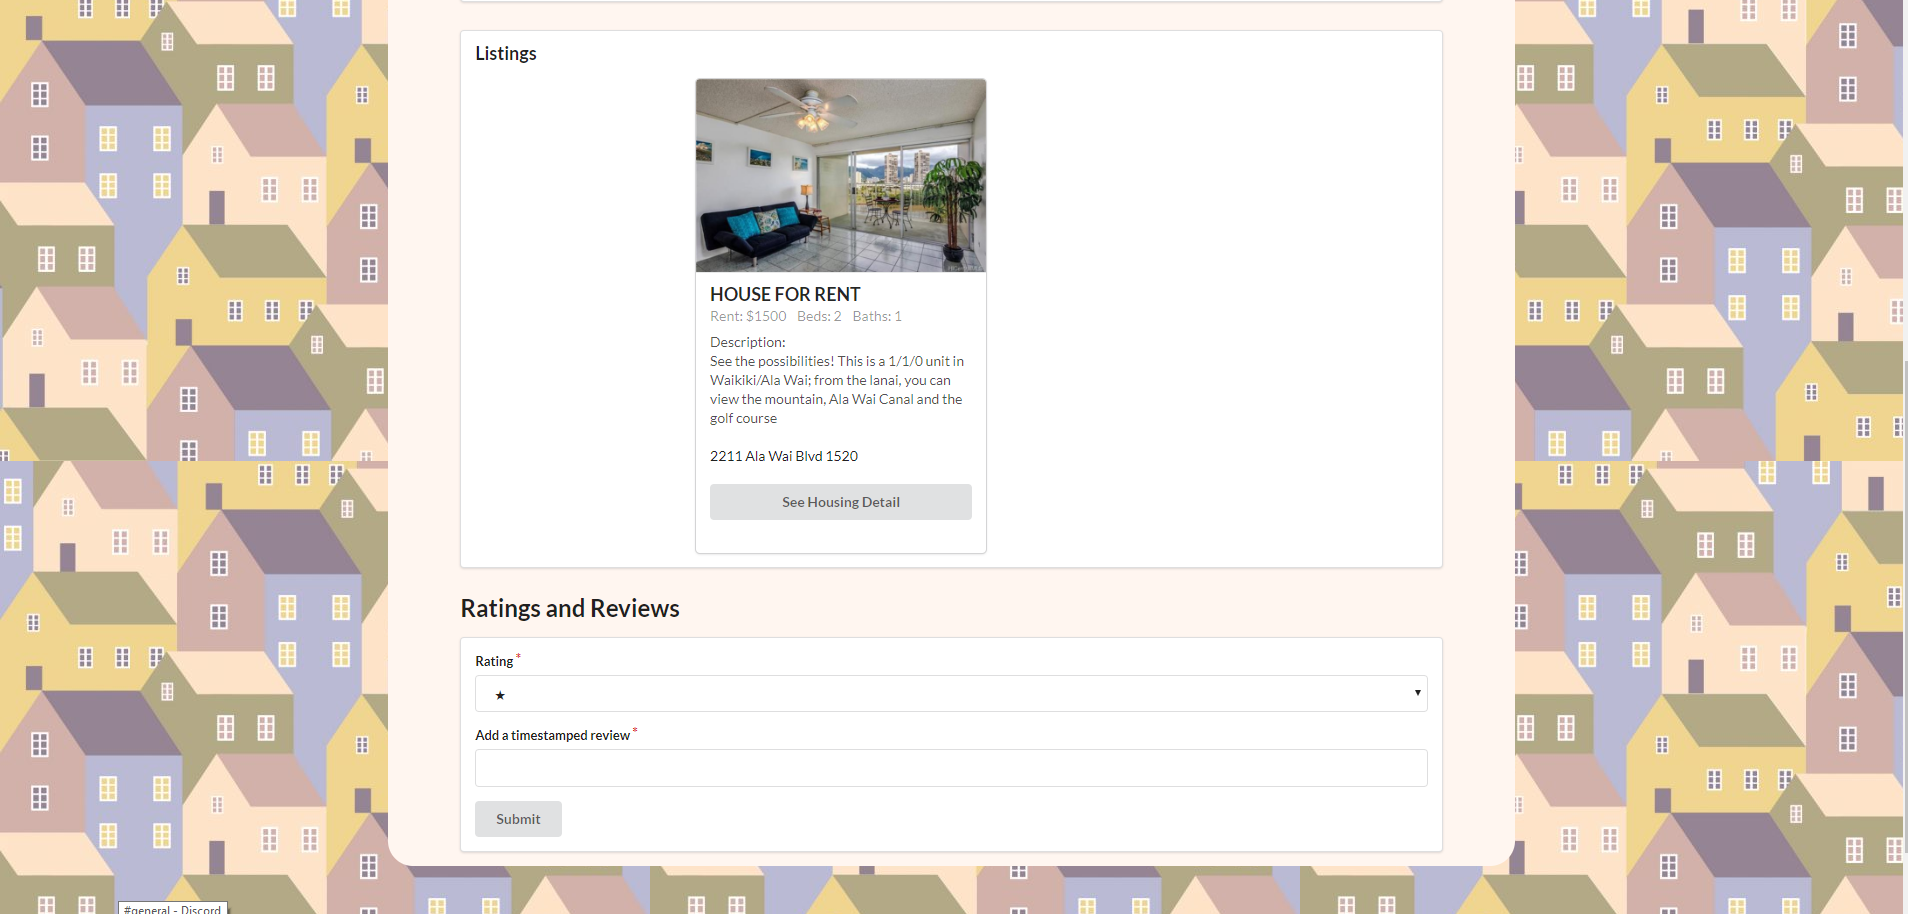 Listings
HOUSE FOR RENT
Rent: $1500 Beds: 2 Baths: 1
Description:
See the possibilities! This is a 1/1/0 unit in
Waikiki/Ala Wai; from the lanai, you can
view the mountain, Ala Wai Canal and the
golf course
2211 Ala Wai Blvd 1520
See Housing Detail
Ratings and Reviews
Rating *
★
Add a timestamped review *
Submit
#general - Discord